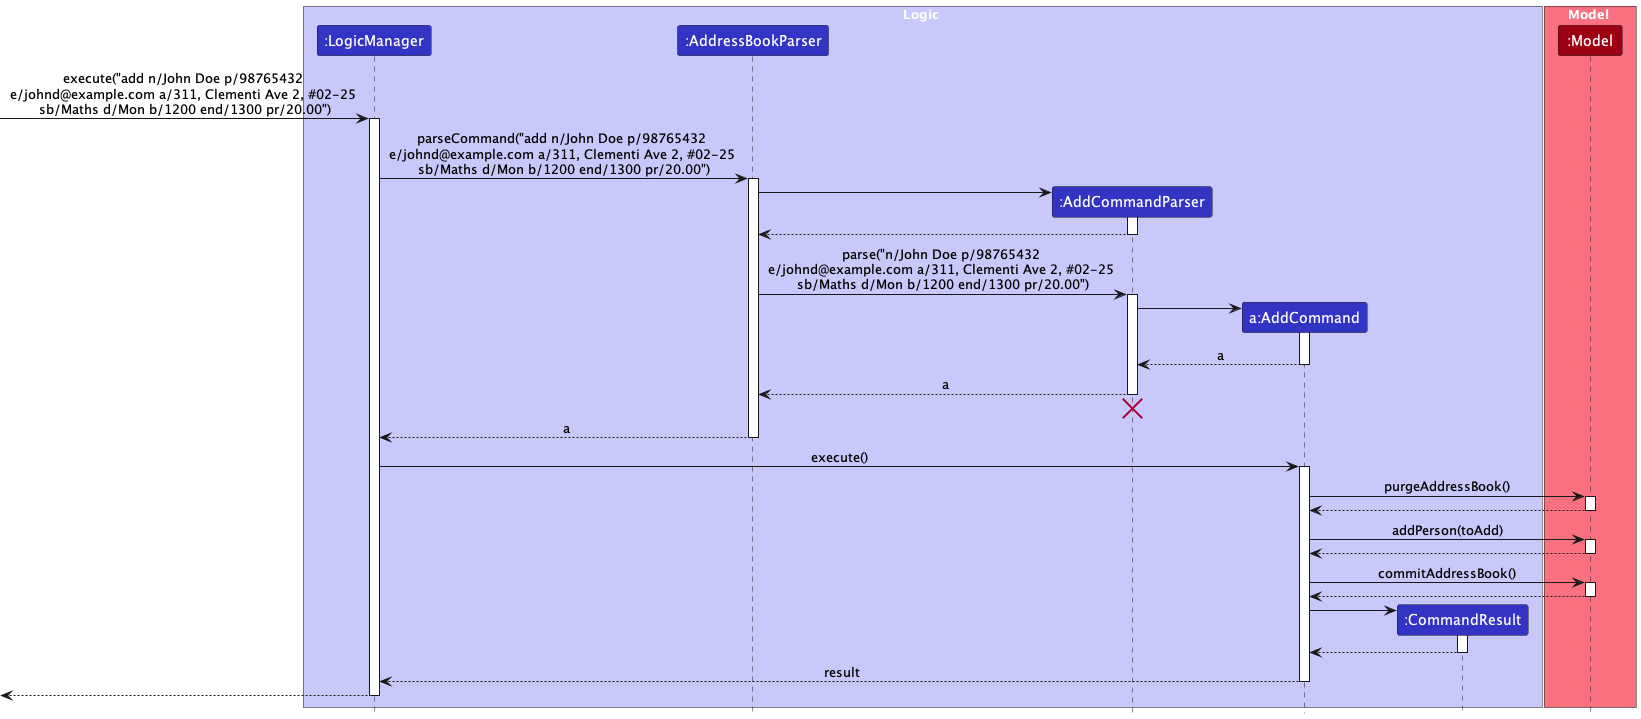 Logic
Model
:LogicManager
:AddressBookParser
:Model
execute("add n/John Doe p/98765432
e/johnd@example.com a/311, Clementi Ave 2, #02-25
sb/Maths d/Mon b/1200 end/1300 pr/20.00")
parseCommand("add n/John Doe p/98765432
e/johnd@example.com a/311, Clementi Ave 2, #02-25
sb/Maths d/Mon b/1200 end/1300 pr/20.00")
:AddCommandParser
parse("n/John Doe p/98765432
e/johnd@example.com a/311, Clementi Ave 2, #02-25
sb/Maths d/Mon b/1200 end/1300 pr/20.00")
a:AddCommand
a
a
a
execute()
purgeAddressBook()
addPerson(toAdd)
commitAddressBook()
:CommandResult
result